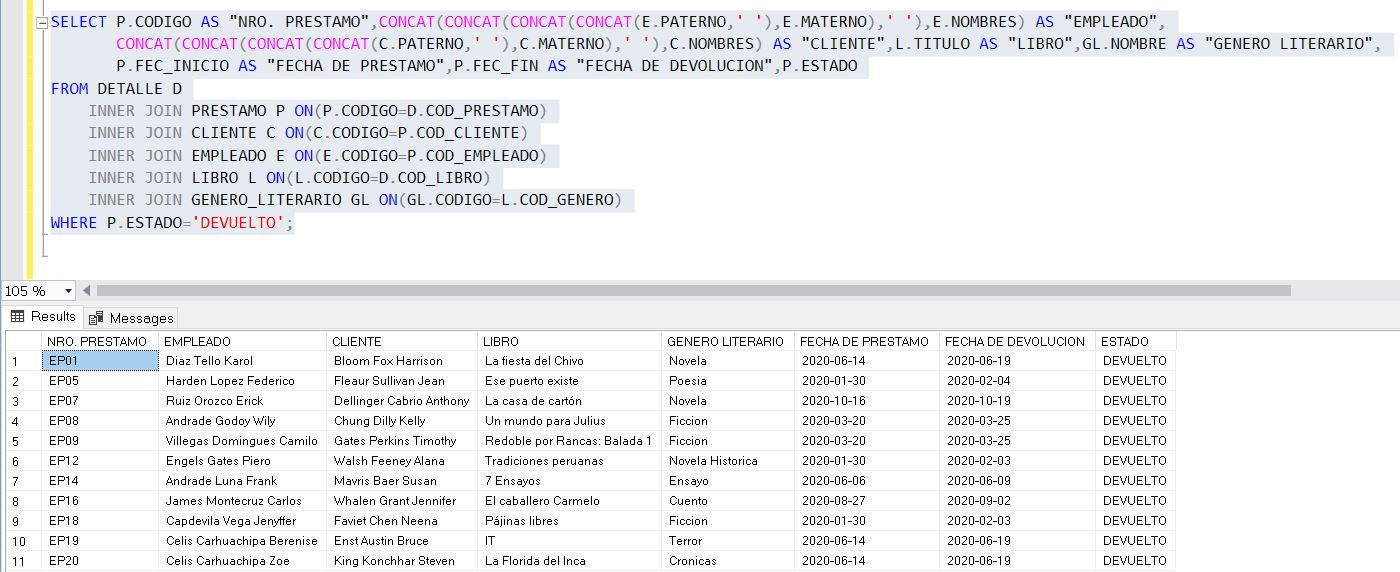 SELECT P.CODIGO AS "NRO. PRESTAMO",CONCAT(CONCAT(CONCAT(CONCAT(E.PATERNO,' '),E.MATERNO),' '),E.NOMBRES) AS "EMPLEADO",
CONCAT(CONCAT(CONCAT(CONCAT(C.PATERNO,' '),C.MATERNO),' '),C.NOMBRES) AS "CLIENTE",L.TITULO AS "LIBRO",GL.NOMBRE AS "GENERO LITERARIO",
P.FEC_INICIO AS "FECHA DE PRESTAMO",P.FEC_FIN AS "FECHA DE DEVOLUCION",P.ESTADO
FROM DETALLE D
INNER JOIN PRESTAMO P ON(P.CODIGO=D.COD_PRESTAMO)
INNER JOIN CLIENTE C ON(C.CODIGO=P.COD_CLIENTE)
INNER JOIN EMPLEADO E ON(E.CODIGO=P.COD_EMPLEADO)
INNER JOIN LIBRO L ON(L.CODIGO=D.COD_LIBRO)
INNER JOIN GENERO_LITERARIO GL ON(GL.CODIGO=L.COD_GENERO)
WHERE P.ESTADO='DEVUELTO';
105 %
Results Messages
NRO. PRESTAMO EMPLEADO CLIENTE LIBRO GENERO LITERARIO FECHA DE PRESTAMO FECHA DE DEVOLUCION ESTADO
1 EP01 Diaz Tello Karol Bloom Fox Harrison La fiesta del Chivo Novela 2020-06-14 2020-06-19 DEVUELTO
2 EP05 Harden Lopez Federico Fleaur Sullivan Jean Ese puerto existe Poesia 2020-01-30 2020-02-04 DEVUELTO
3 EP07 Ruiz Orozco Erick Dellinger Cabrio Anthony La casa de cartón Novela 2020-10-16 2020-10-19 DEVUELTO
4 EP08 Andrade Godoy Wily Chung Dilly Kelly Un mundo para Julius Ficcion 2020-03-20 2020-03-25 DEVUELTO
5 EP09 Villegas Domingues Camilo Gates Perkins Timothy Redoble por Rancas: Balada 1 Ficcion 2020-03-20 2020-03-25 DEVUELTO
6 EP12 Engels Gates Piero Walsh Feeney Alana Tradiciones peruanas Novela Historica 2020-01-30 2020-02-03 DEVUELTO
7 EP14 Andrade Luna Frank Mavris Baer Susan 7 Ensayos Ensayo 2020-06-06 2020-06-09 DEVUELTO
8 EP16 James Montecruz Carlos Whalen Grant Jennifer El caballero Carmelo Cuento 2020-08-27 2020-09-02 DEVUELTO
9 EP18 Capdevila Vega Jenyffer Faviet Chen Neena Pájinas libres Ficcion 2020-01-30 2020-02-03 DEVUELTO
10 EP19 Celis Carhuachipa Berenise Enst Austin Bruce IT Terror 2020-06-14 2020-06-19 DEVUELTO
11 EP20 Celis Carhuachipa Zoe King Konchhar Steven La Florida del Inca Cronicas 2020-06-14 2020-06-19 DEVUELTO